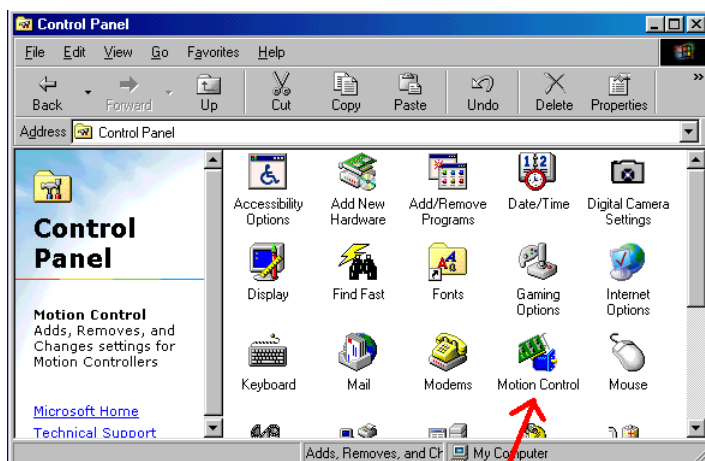 Control Panel
File Edit View Go Favorites Help
Back Forward Up Cut Copy Paste Undo Delete Properties »
Address Control Panel
Control
Panel
Motion Control
Adds, Removes, and
Changes settings for
Motion Controllers
Microsoft Home
Technical Support
Accessibility Options
Add New Hardware
Add/Remove Programs
Date/Time
Digital Camera Settings
Display
Find Fast
Fonts
Gaming Options
Internet Options
Keyboard
Mail
Modems
Motion Control
Mouse
Adds, Removes, and Ch My Computer